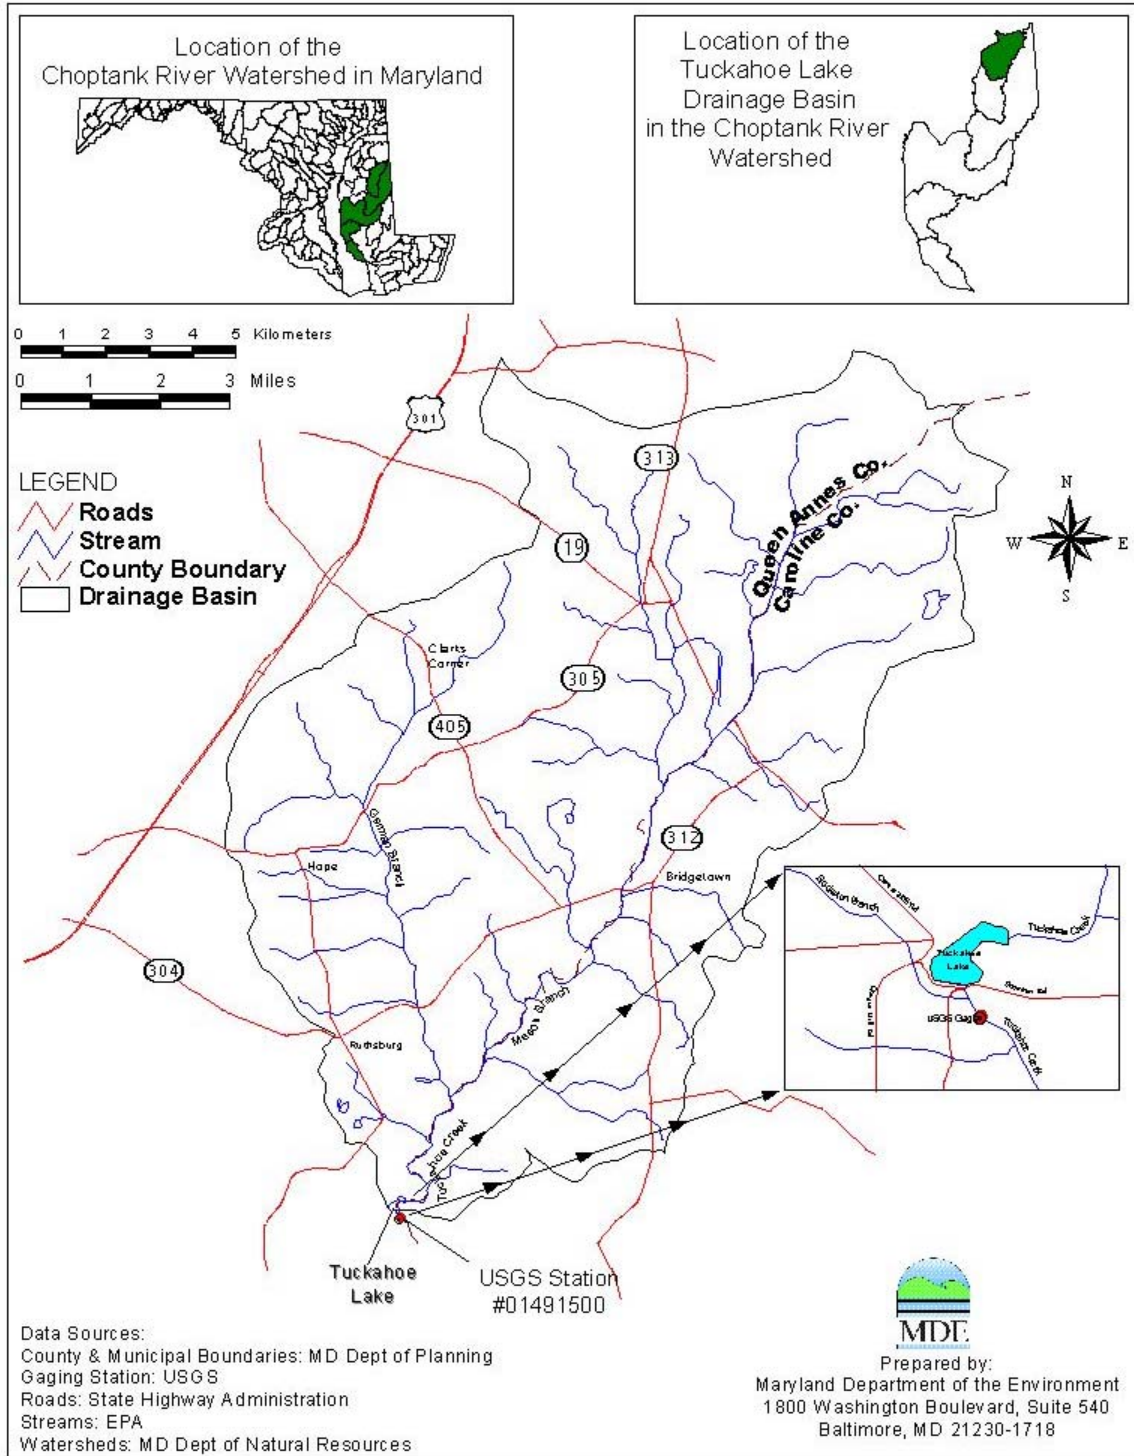 Location of the
Choptank River Watershed in Maryland
Location of the
Tuckahoe Lake
Drainage Basin
in the Choptank River
Watershed
0 1 2 3 4 5 Kilometers
0 1 2 3 Miles
301
313
LEGEND
Roads
Stream
County Boundary
Drainage Basin
N
W E
S
19
Queen Annes Co.
Caroline Co.
Clarks
Corner
305
405
German Branch
312
Hope
Bridgetown
Tuckahoe Creek
Tuckahoe
Lake
USGS Gage
304
Mason Branch
Ruthsburg
Tuckahoe
Lake
USGS Station
#01491500
MDE
Data Sources:
County & Municipal Boundaries: MD Dept of Planning
Gaging Station: USGS
Roads: State Highway Administration
Streams: EPA
Watersheds: MD Dept of Natural Resources
Prepared by:
Maryland Department of the Environment
1800 Washington Boulevard, Suite 540
Baltimore, MD 21230-1718